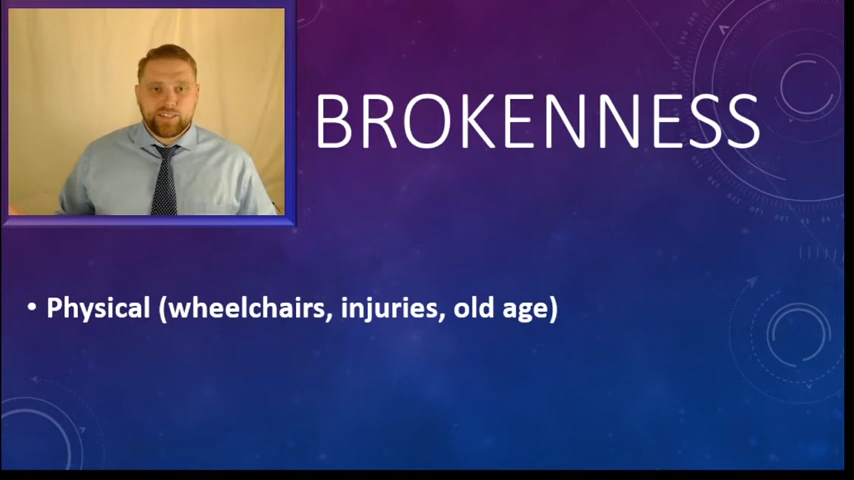 BROKENNESS
• Physical (wheelchairs, injuries, old age)